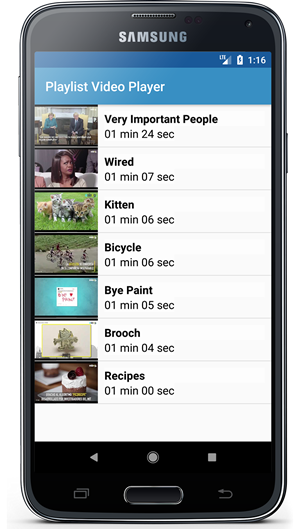 SAMSUNG
LTE 1:16
Playlist Video Player
Very Important People
01 min 24 sec
Wired
01 min 07 sec
Kitten
01 min 06 sec
Bicycle
01 min 06 sec
Bye Paint
01 min 05 sec
Brooch
01 min 04 sec
Recipes
01 min 00 sec